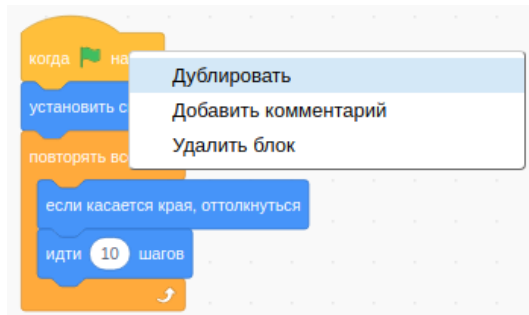 когда на
Дублировать
установить с
Добавить комментарий
Удалить блок
повторять вс
если касается края, оттолкнуться
идти 10 шагов